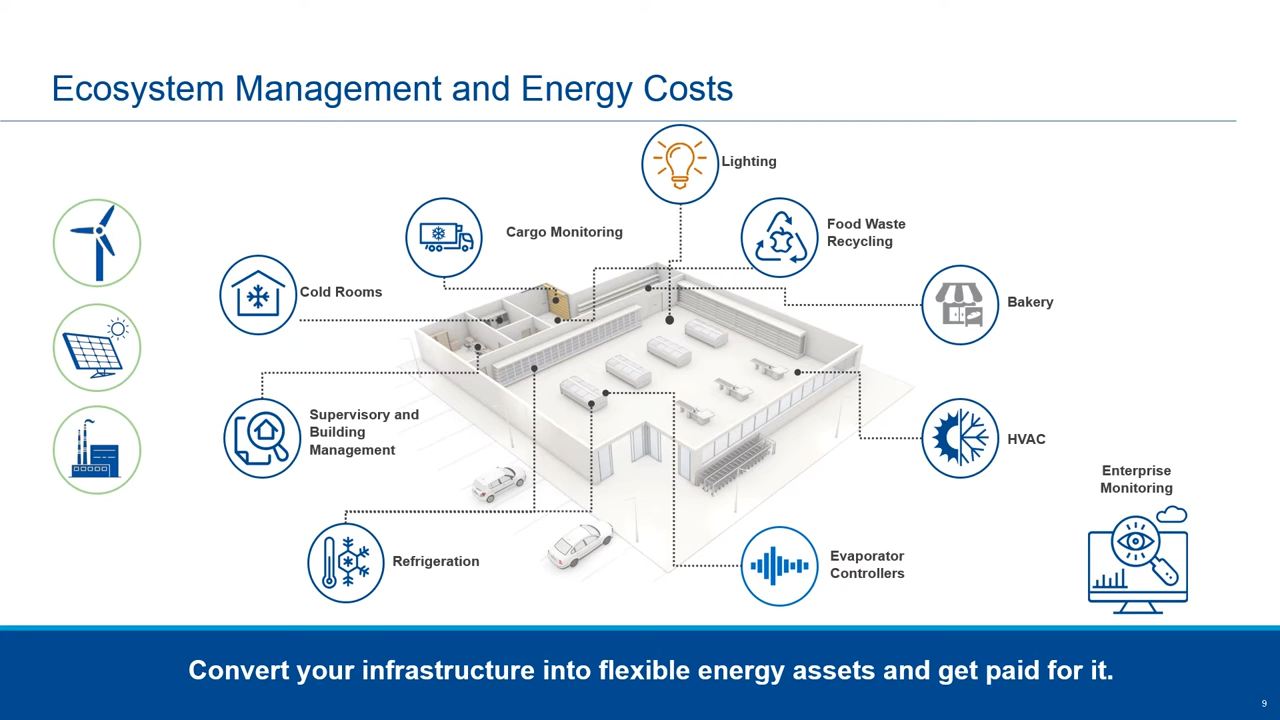 Ecosystem Management and Energy Costs
Lighting
Cargo Monitoring
Food Waste
Recycling
Cold Rooms
Bakery
Supervisory and
Building
Management
HVAC
Enterprise
Monitoring
Refrigeration
Evaporator
Controllers
Convert your infrastructure into flexible energy assets and get paid for it.
9